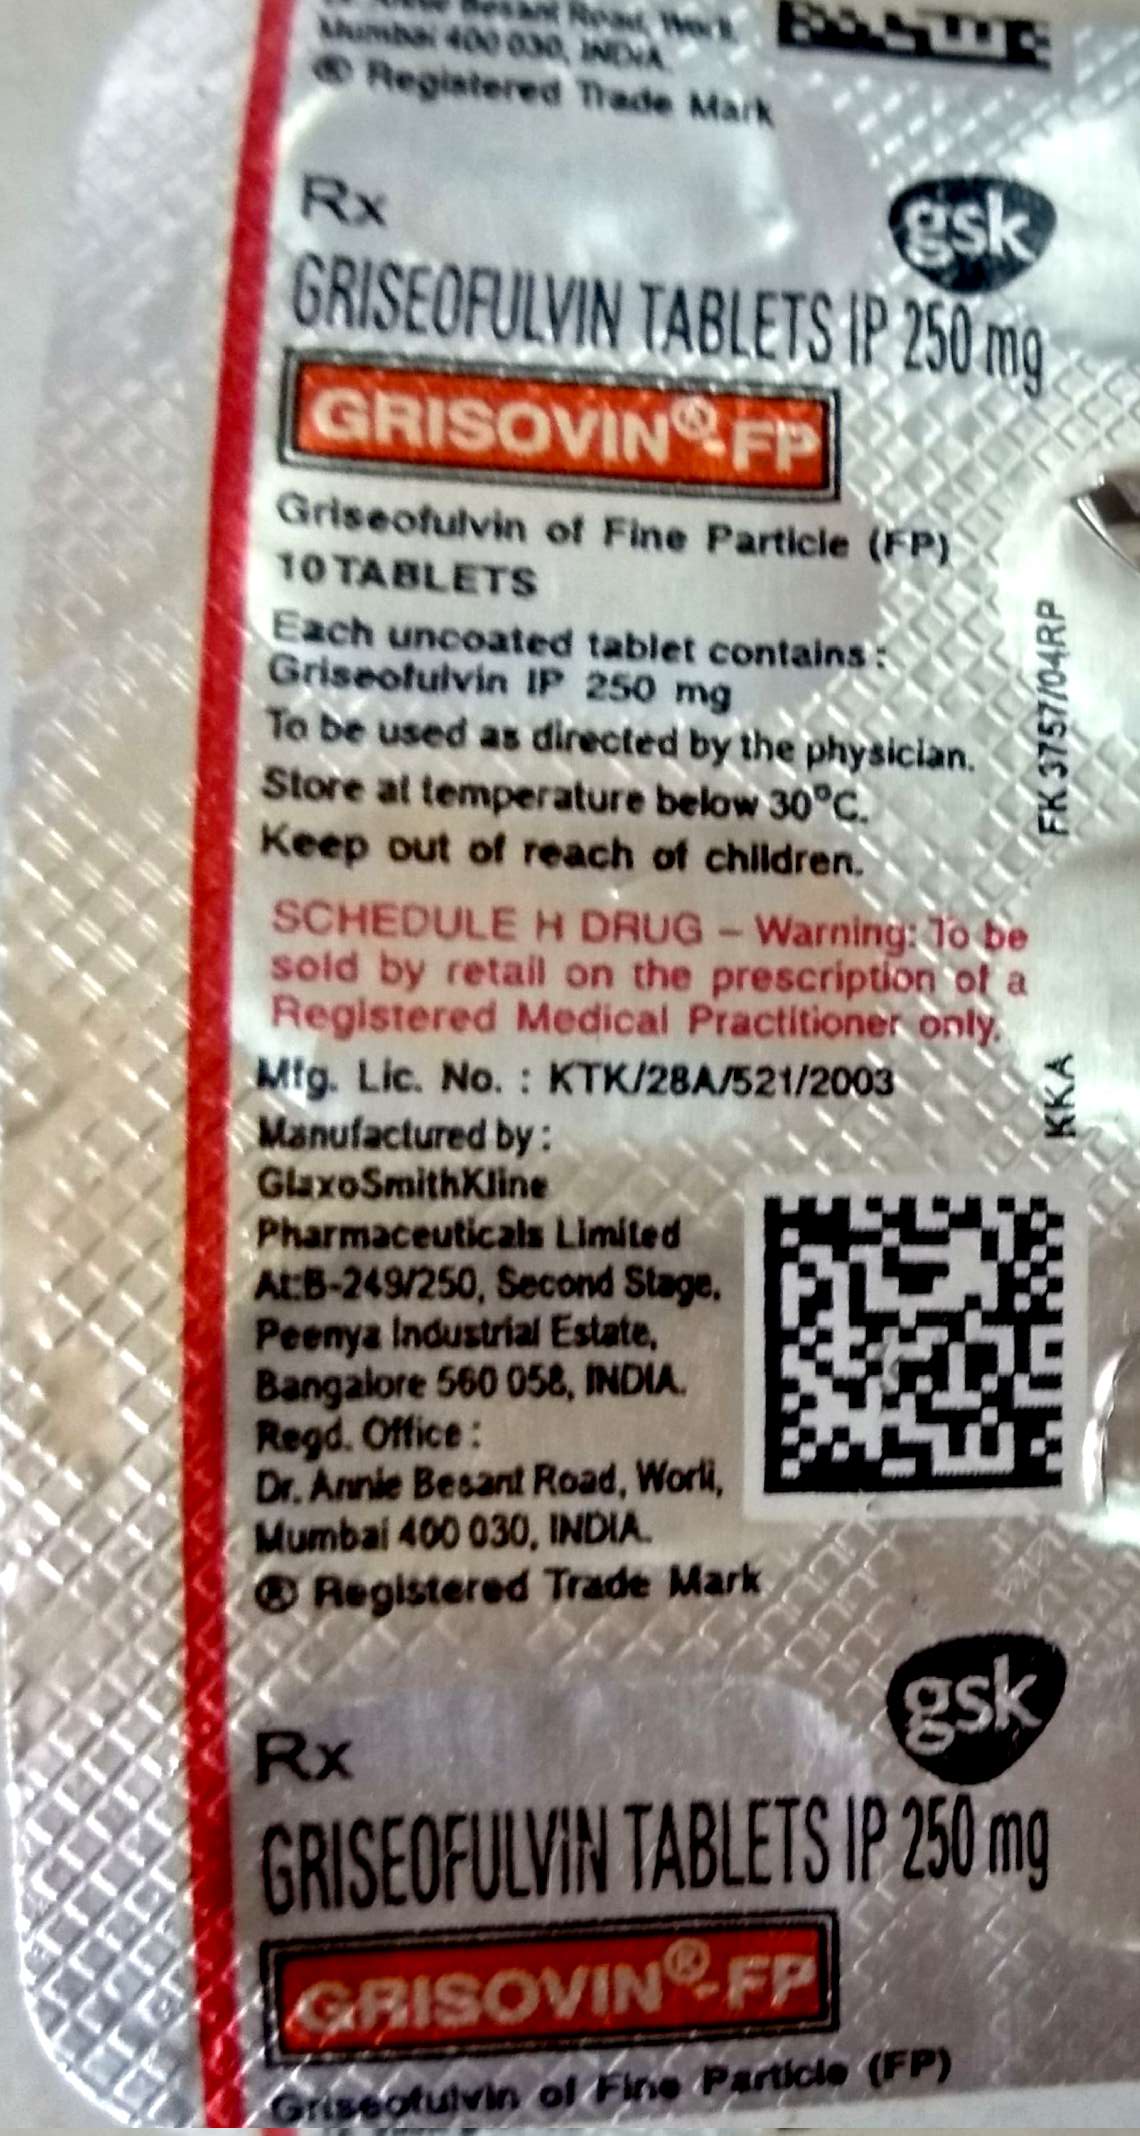 Besant Road, Worli,
Mumbai 400 030, INDIA.
® Registered Trade Mark
Rx
gsk
GRISEOFULVIN TABLETS IP 250 mg
GRISOVIN®-FP
Griseofulvin of Fine Particle (FP)
10 TABLETS
Each uncoated tablet contains :
Griseofulvin IP 250 mg
To be used as directed by the physician.
Store at temperature below 30°C.
Keep out of reach of children.
FK3757/04RP
SCHEDULE H DRUG – Warning: To be
sold by retail on the prescription of a
Registered Medical Practitioner only.
Mfg. Lic. No. : KTK/28A/521/2003
KKA
Manufactured by :
GlaxoSmithKline
Pharmaceuticals Limited
At:B-249/250, Second Stage,
Peenya Industrial Estate,
Bangalore 560 058, INDIA.
Regd. Office :
Dr. Annie Besant Road, Worli,
Mumbai 400 030, INDIA.
® Registered Trade Mark
gsk
Rx
GRISEOFULVIN TABLETS IP 250 mg
GRISOVIN®-FP
Griseofulvin of Fine Particle (FP)